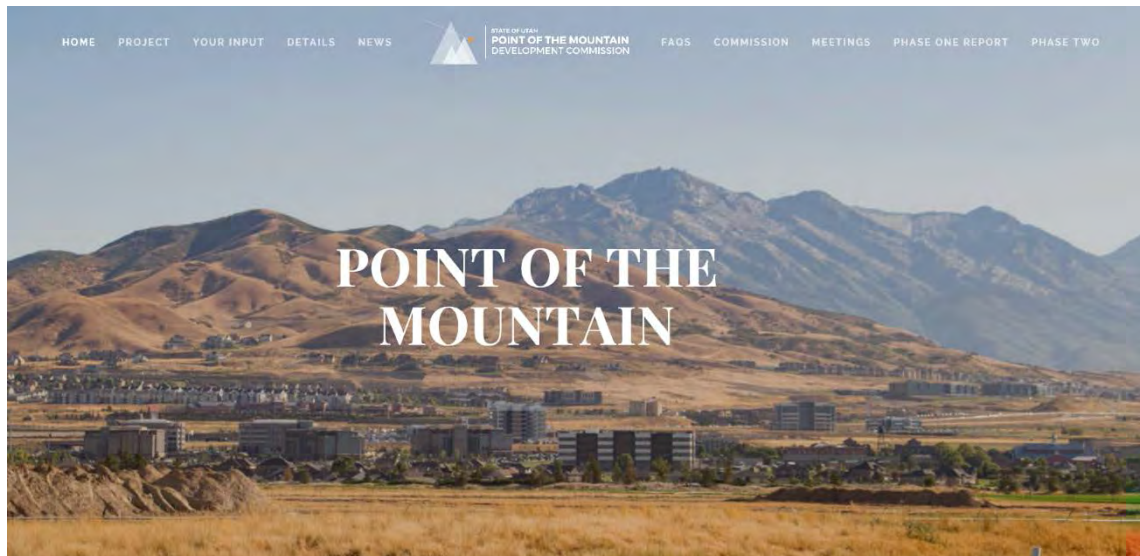 HOME PROJECT YOUR INPUT DETAILS NEWS
STATE OF UTAH
POINT OF THE MOUNTAIN
DEVELOPMENT COMMISSION
FAQS COMMISSION MEETINGS PHASE ONE REPORT PHASE TWO
POINT OF THE
MOUNTAIN